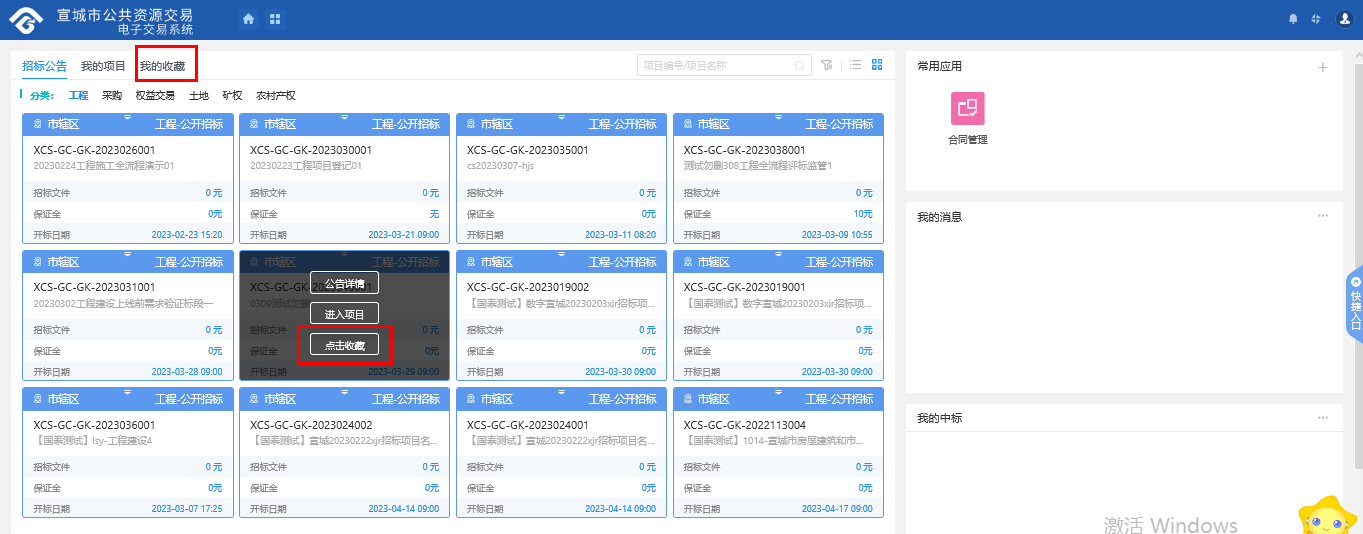 宣城市公共资源交易
电子交易系统
招标公告 我的项目 我的收藏
项目编号/项目名称
分类: 工程 采购 权益交易 土地 矿权 农村产权
市辖区 工程-公开招标
XCS-GC-GK-2023026001
20230224工程施工全流程演示01
招标文件 0 元
保证金 0元
开标日期 2023-02-23 15:20
市辖区 工程-公开招标
XCS-GC-GK-2023030001
20230223工程项目登记01
招标文件 0 元
保证金 无
开标日期 2023-03-21 09:00
市辖区 工程-公开招标
XCS-GC-GK-2023035001
cs20230307-hjs
招标文件 0 元
保证金 0元
开标日期 2023-03-11 08:20
市辖区 工程-公开招标
XCS-GC-GK-2023038001
测试勿删308工程全流程评标监管1
招标文件 0 元
保证金 10元
开标日期 2023-03-09 10:55
市辖区 工程-公开招标
XCS-GC-GK-2023031001
20230302工程建设上线前需求验证标段一
招标文件 0 元
保证金 0元
开标日期 2023-03-28 09:00
市辖区 工程-公开招标
公告详情
0309测试勿删
进入项目
招标文件 0 元
点击收藏
保证金 0元
开标日期 2023-03-29 09:00
市辖区 工程-公开招标
XCS-GC-GK-2023019002
【国泰测试】数字宣城20230203xjr招标项...
招标文件 0 元
保证金 0元
开标日期 2023-03-30 09:00
市辖区 工程-公开招标
XCS-GC-GK-2023019001
【国泰测试】数字宣城20230203xjr招标项...
招标文件 0 元
保证金 0元
开标日期 2023-03-30 09:00
市辖区 工程-公开招标
XCS-GC-GK-2023036001
【国泰测试】lsy-工程建设4
招标文件 0 元
保证金 0元
开标日期 2023-03-07 17:25
市辖区 工程-公开招标
XCS-GC-GK-2023024002
【国泰测试】宣城20230222xjr招标项目名...
招标文件 0 元
保证金 0元
开标日期 2023-04-14 09:00
市辖区 工程-公开招标
XCS-GC-GK-2023024001
【国泰测试】宣城20230222xjr招标项目名...
招标文件 0 元
保证金 0元
开标日期 2023-04-14 09:00
市辖区 工程-公开招标
XCS-GC-GK-2022113004
【国泰测试】1014-宣城市房屋建筑和市...
招标文件 0 元
保证金 0元
开标日期 2023-04-17 09:00
常用应用
合同管理
我的消息
我的中标
快捷入口
激活 Windows